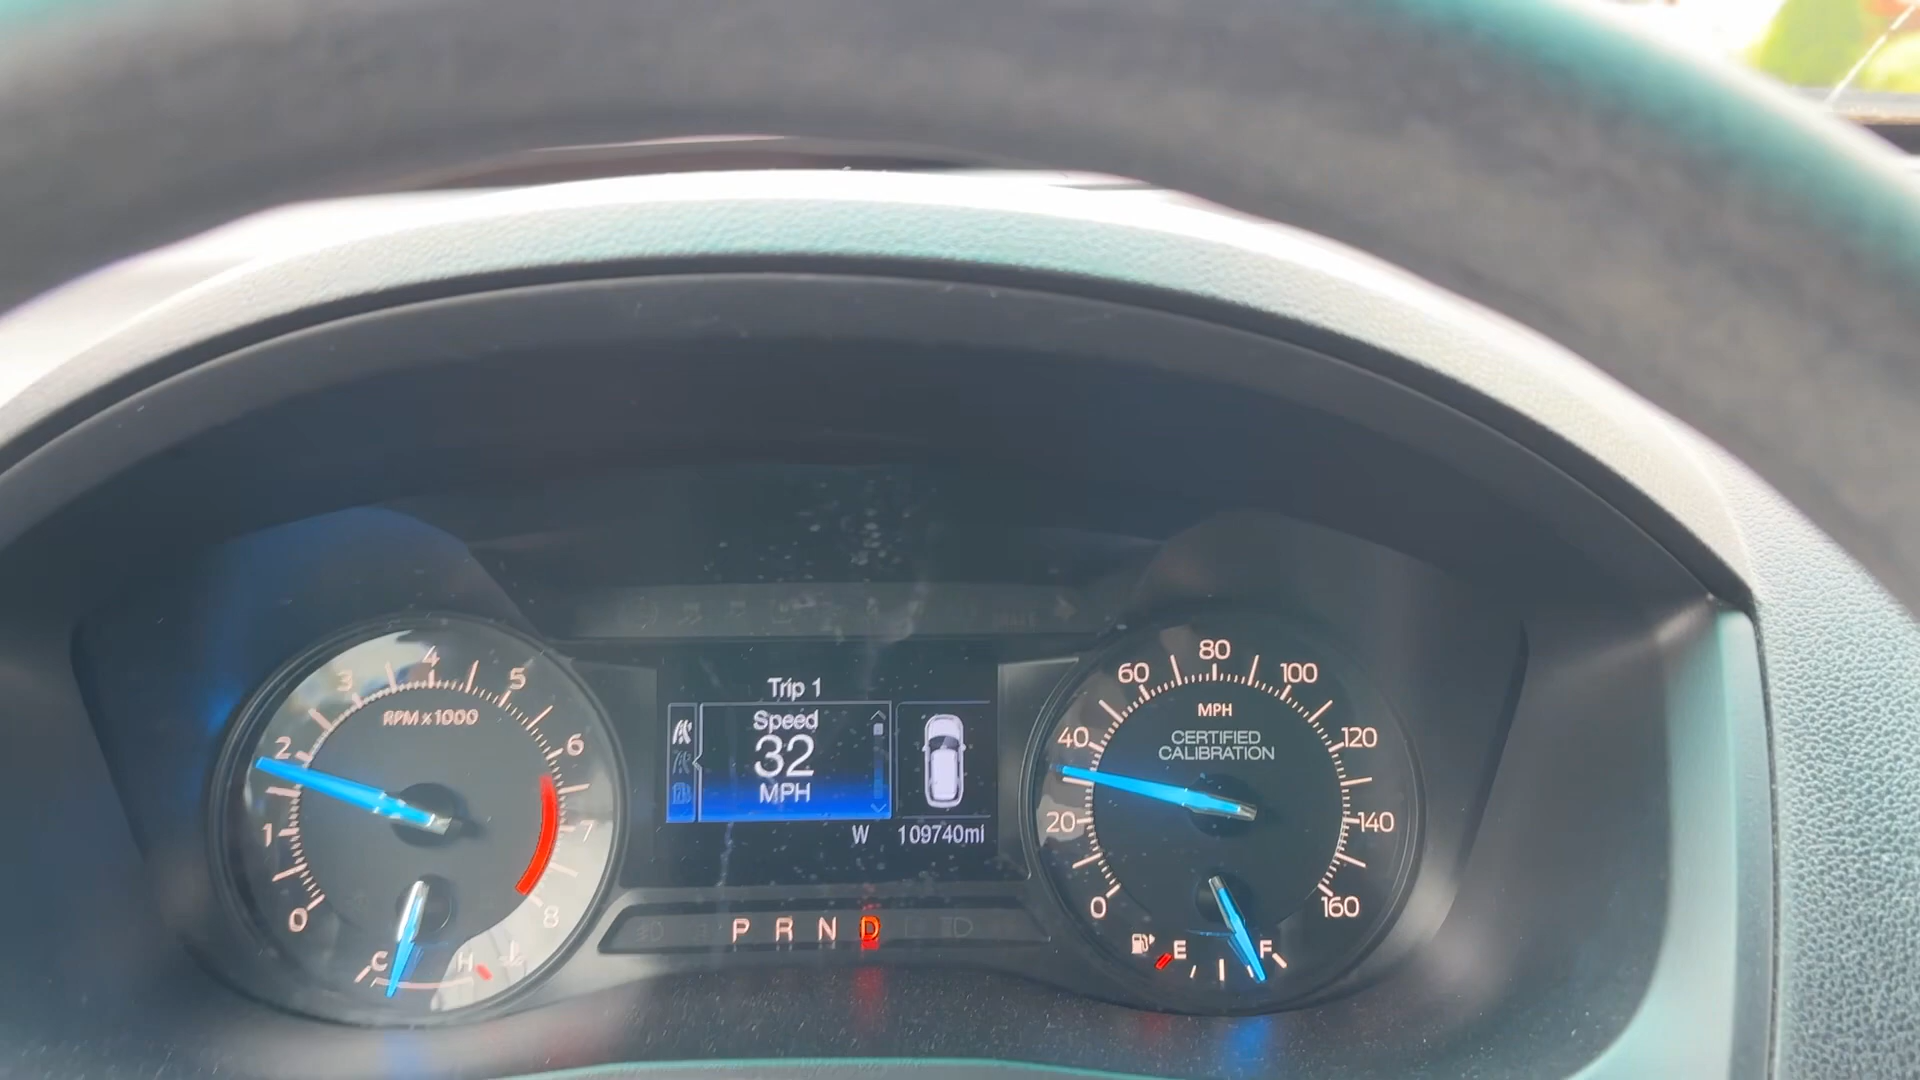 0
1
2
3
4
5
6
7
8
RPM x 1000
C
H
Trip 1
Speed
32
MPH
W 109740mi
P R N D
0
20
40
60
80
100
120
140
160
MPH
CERTIFIED
CALIBRATION
E
F